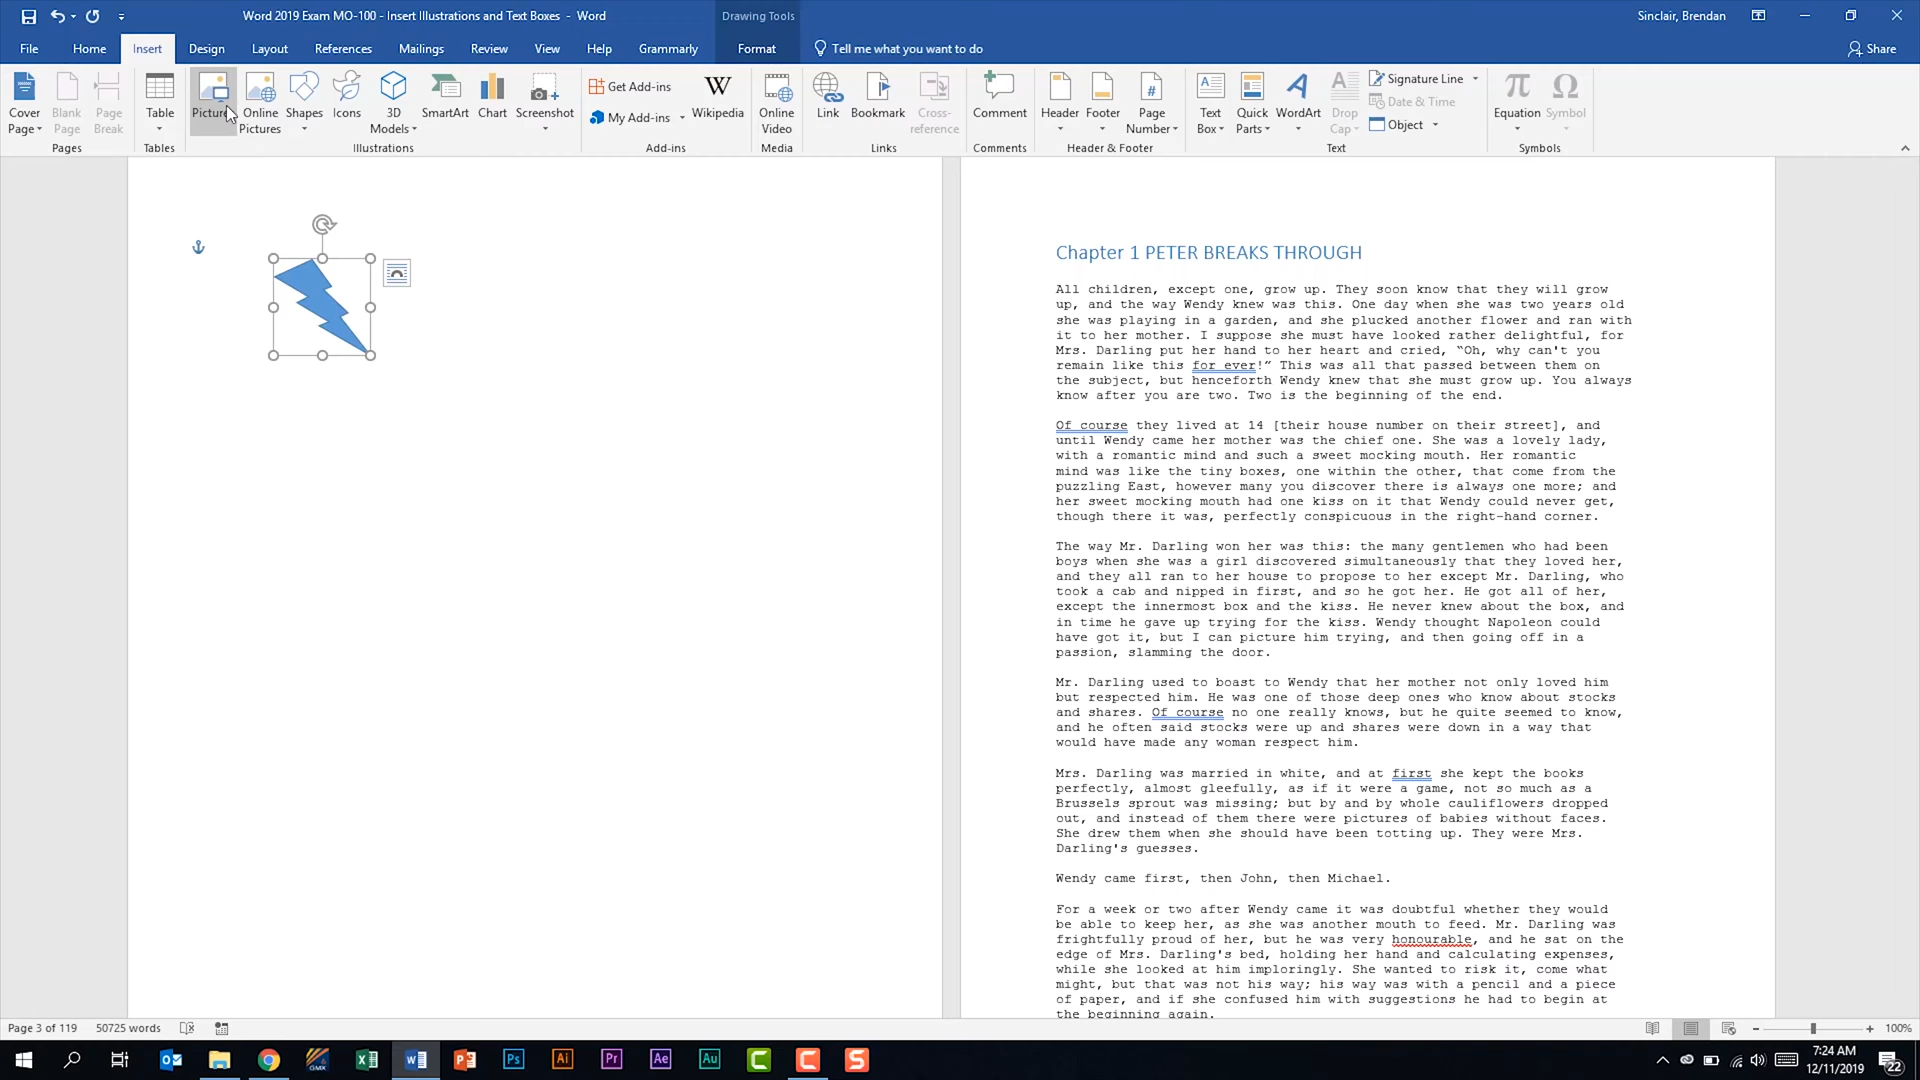 Word 2019 Exam MO-100 - Insert Illustrations and Text Boxes - Word
Drawing Tools
Sinclair, Brendan
File Home Insert Design Layout References Mailings Review View Help Grammarly Format Tell me what you want to do Share
Cover Page
Blank Page
Page Break
Pages
Table
Tables
Pictures
Online Pictures
Shapes
Icons
3D Models
SmartArt
Chart
Screenshot
Illustrations
Get Add-ins
My Add-ins
Wikipedia
Add-ins
Online Video
Media
Link
Bookmark
Cross-reference
Links
Comment
Comments
Header
Footer
Page Number
Header & Footer
Text Box
Quick Parts
WordArt
Drop Cap
Signature Line
Date & Time
Object
Text
Equation
Symbol
Symbols
Chapter 1 PETER BREAKS THROUGH
All children, except one, grow up. They soon know that they will grow
up, and the way Wendy knew was this. One day when she was two years old
she was playing in a garden, and she plucked another flower and ran with
it to her mother. I suppose she must have looked rather delightful, for
Mrs. Darling put her hand to her heart and cried, “Oh, why can't you
remain like this for ever!” This was all that passed between them on
the subject, but henceforth Wendy knew that she must grow up. You always
know after you are two. Two is the beginning of the end.
Of course they lived at 14 [their house number on their street], and
until Wendy came her mother was the chief one. She was a lovely lady,
with a romantic mind and such a sweet mocking mouth. Her romantic
mind was like the tiny boxes, one within the other, that come from the
puzzling East, however many you discover there is always one more; and
her sweet mocking mouth had one kiss on it that Wendy could never get,
though there it was, perfectly conspicuous in the right-hand corner.
The way Mr. Darling won her was this: the many gentlemen who had been
boys when she was a girl discovered simultaneously that they loved her,
and they all ran to her house to propose to her except Mr. Darling, who
took a cab and nipped in first, and so he got her. He got all of her,
except the innermost box and the kiss. He never knew about the box, and
in time he gave up trying for the kiss. Wendy thought Napoleon could
have got it, but I can picture him trying, and then going off in a
passion, slamming the door.
Mr. Darling used to boast to Wendy that her mother not only loved him
but respected him. He was one of those deep ones who know about stocks
and shares. Of course no one really knows, but he quite seemed to know,
and he often said stocks were up and shares were down in a way that
would have made any woman respect him.
Mrs. Darling was married in white, and at first she kept the books
perfectly, almost gleefully, as if it were a game, not so much as a
Brussels sprout was missing; but by and by whole cauliflowers dropped
out, and instead of them there were pictures of babies without faces.
She drew them when she should have been totting up. They were Mrs.
Darling's guesses.
Wendy came first, then John, then Michael.
For a week or two after Wendy came it was doubtful whether they would
be able to keep her, as she was another mouth to feed. Mr. Darling was
frightfully proud of her, but he was very honourable, and he sat on the
edge of Mrs. Darling's bed, holding her hand and calculating expenses,
while she looked at him imploringly. She wanted to risk it, come what
might, but that was not his way; his way was with a pencil and a piece
of paper, and if she confused him with suggestions he had to begin at
the beginning again.
Page 3 of 119 50725 words 100%
GMX Ps Ai Pr Ae Au
7:24 AM
12/11/2019
22